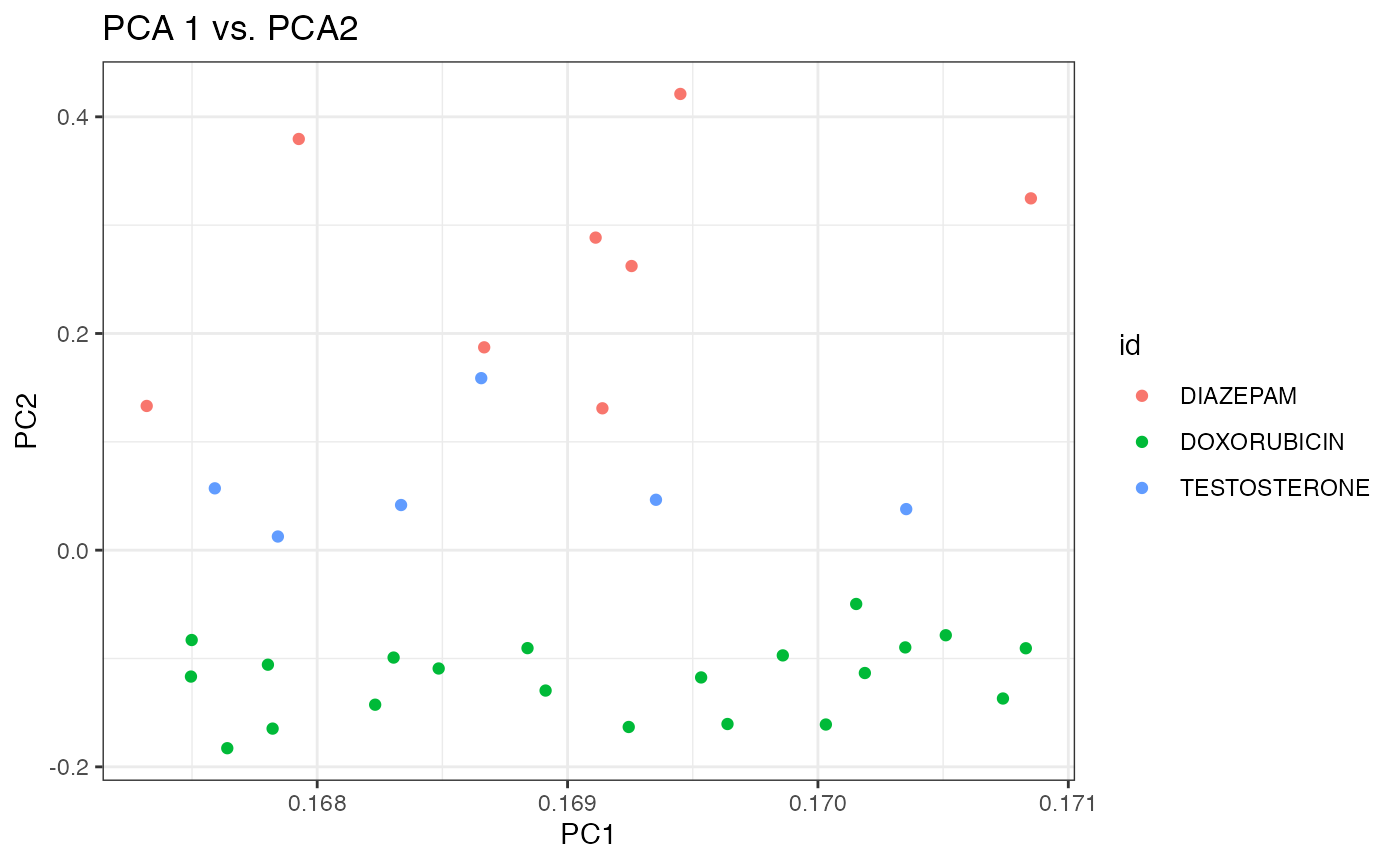 PCA 1 vs. PCA2
0.4
0.2
0.0
-0.2
PC2
0.168
0.169
0.170
0.171
PC1
id
DIAZEPAM
DOXORUBICIN
TESTOSTERONE